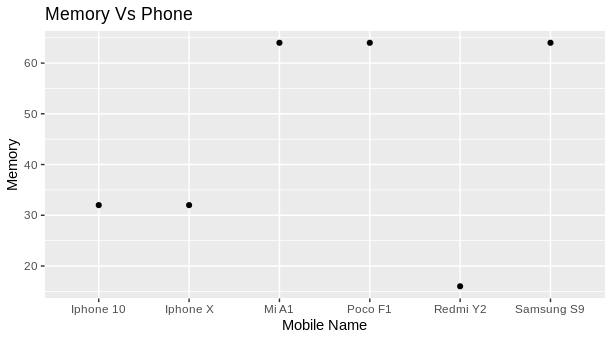 Memory Vs Phone
60
50
40
30
20
Memory
Iphone 10 Iphone X Mi A1 Poco F1 Redmi Y2 Samsung S9
Mobile Name